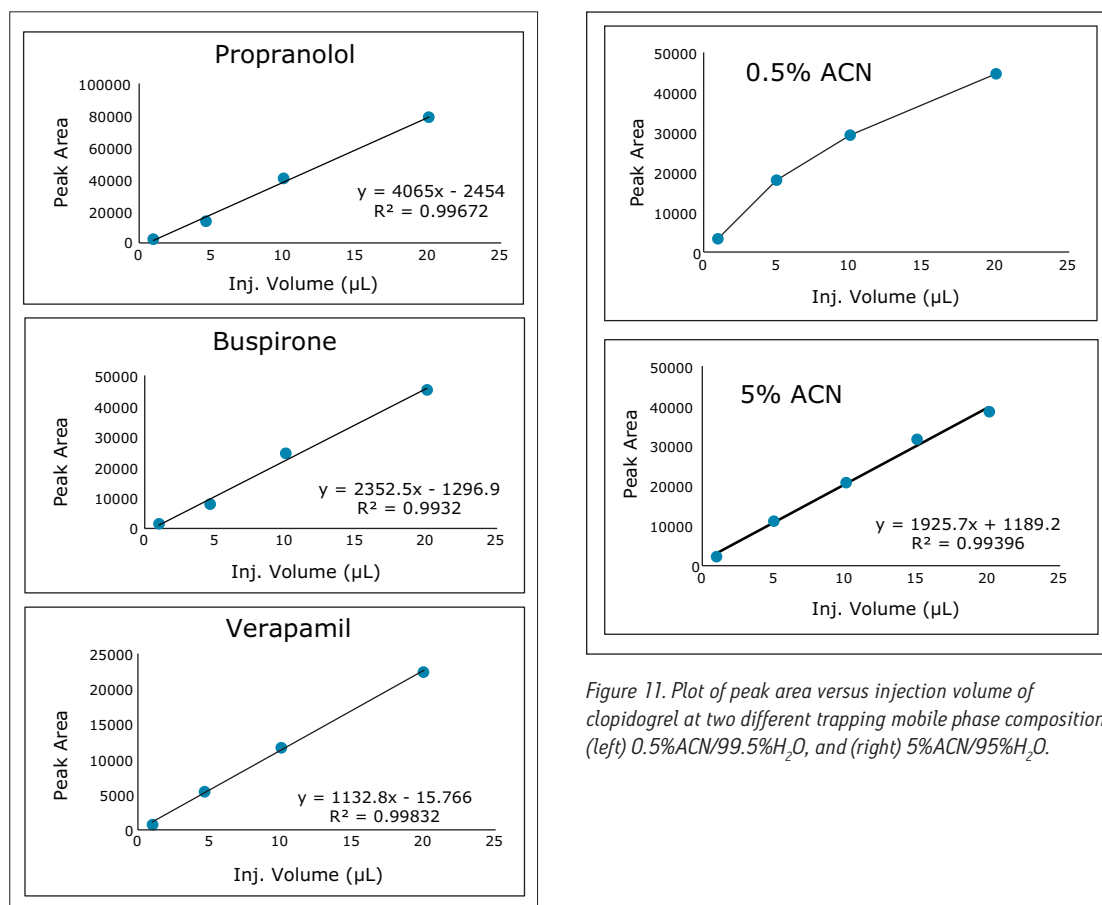 Propranolol
100000
80000
60000
40000
20000
0
Peak Area
y = 4065x - 2454
R² = 0.99672
0 5 10 15 20 25
Inj. Volume (µL)
Buspirone
50000
40000
30000
20000
10000
0
Peak Area
y = 2352.5x - 1296.9
R² = 0.9932
0 5 10 15 20 25
Inj. Volume (µL)
Verapamil
25000
20000
15000
10000
5000
0
Peak Area
y = 1132.8x - 15.766
R² = 0.99832
0 5 10 15 20 25
Inj. Volume (µL)
0.5% ACN
50000
40000
30000
20000
10000
0
Peak Area
0 5 10 15 20 25
Inj. Volume (µL)
5% ACN
50000
40000
30000
20000
10000
0
Peak Area
y = 1925.7x + 1189.2
R² = 0.99396
0 5 10 15 20 25
Inj. Volume (µL)
Figure 11. Plot of peak area versus injection volume of
clopidogrel at two different trapping mobile phase composition
(left) 0.5%ACN/99.5%H₂O, and (right) 5%ACN/95%H₂O.